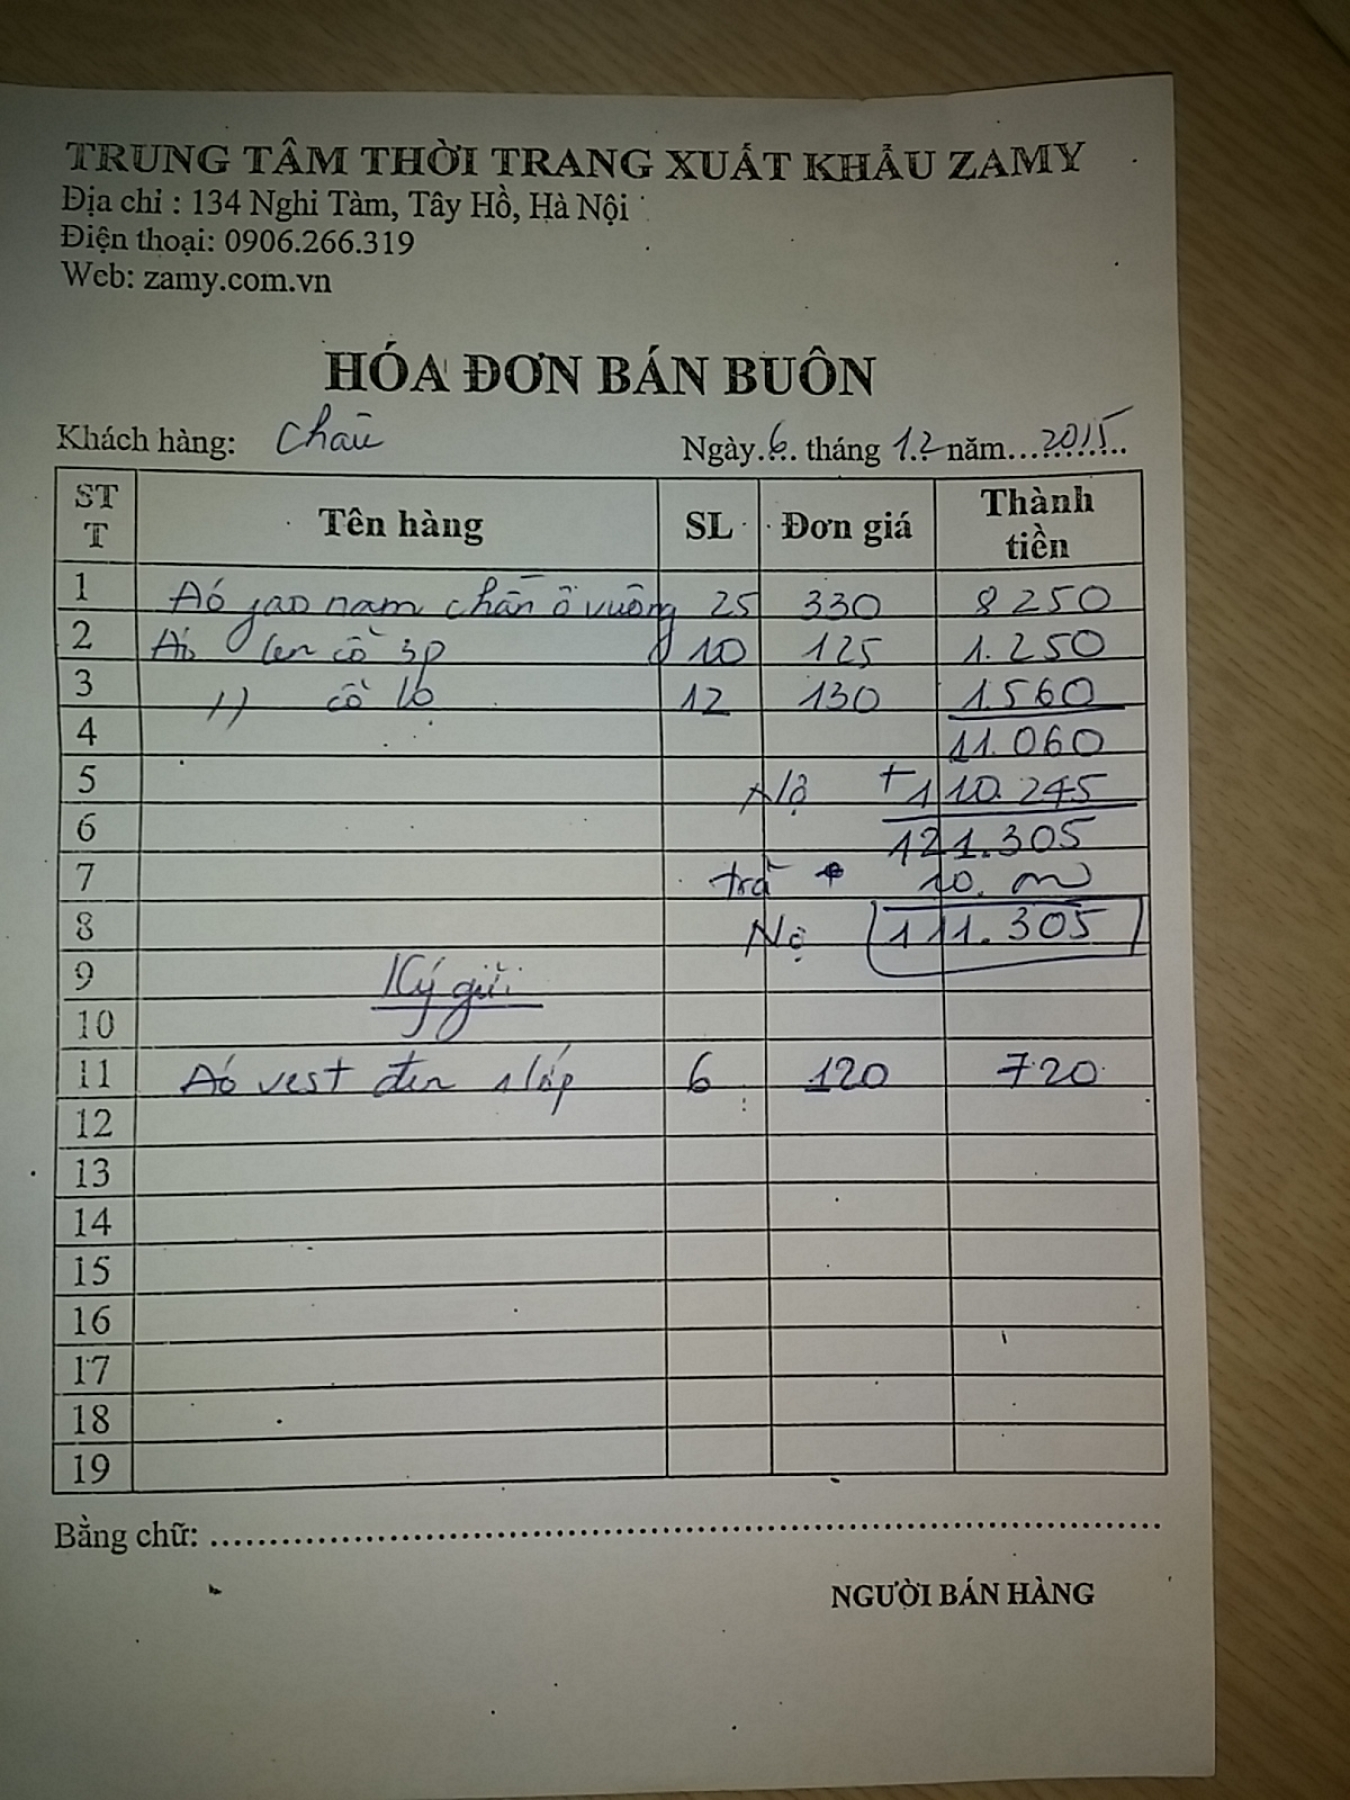 TRUNG TÂM THỜI TRANG XUẤT KHẨU ZAMY
Địa chỉ : 134 Nghi Tàm, Tây Hồ, Hà Nội
Điện thoại: 0906.266.319
Web: zamy.com.vn
HÓA ĐƠN BÁN BUÔN
Khách hàng: Châu Ngày 6 tháng 12 năm 2015
STT Tên hàng SL Đơn giá Thành tiền
1 Áo nam chần ô vuông 25 330 8250
2 Áo len cổ 3p 10 125 1.250
3 11 cổ lọ 12 130 1.560
4 11.060
5 Nợ +110.245
6 121.305
7 trả 10.
8 Nợ 111.305
9 Ký gửi
10
11 Áo vest đen 1 lớp 6 120 720
12
13
14
15
16
17
18
19
Bằng chữ: ........................................................................
NGƯỜI BÁN HÀNG